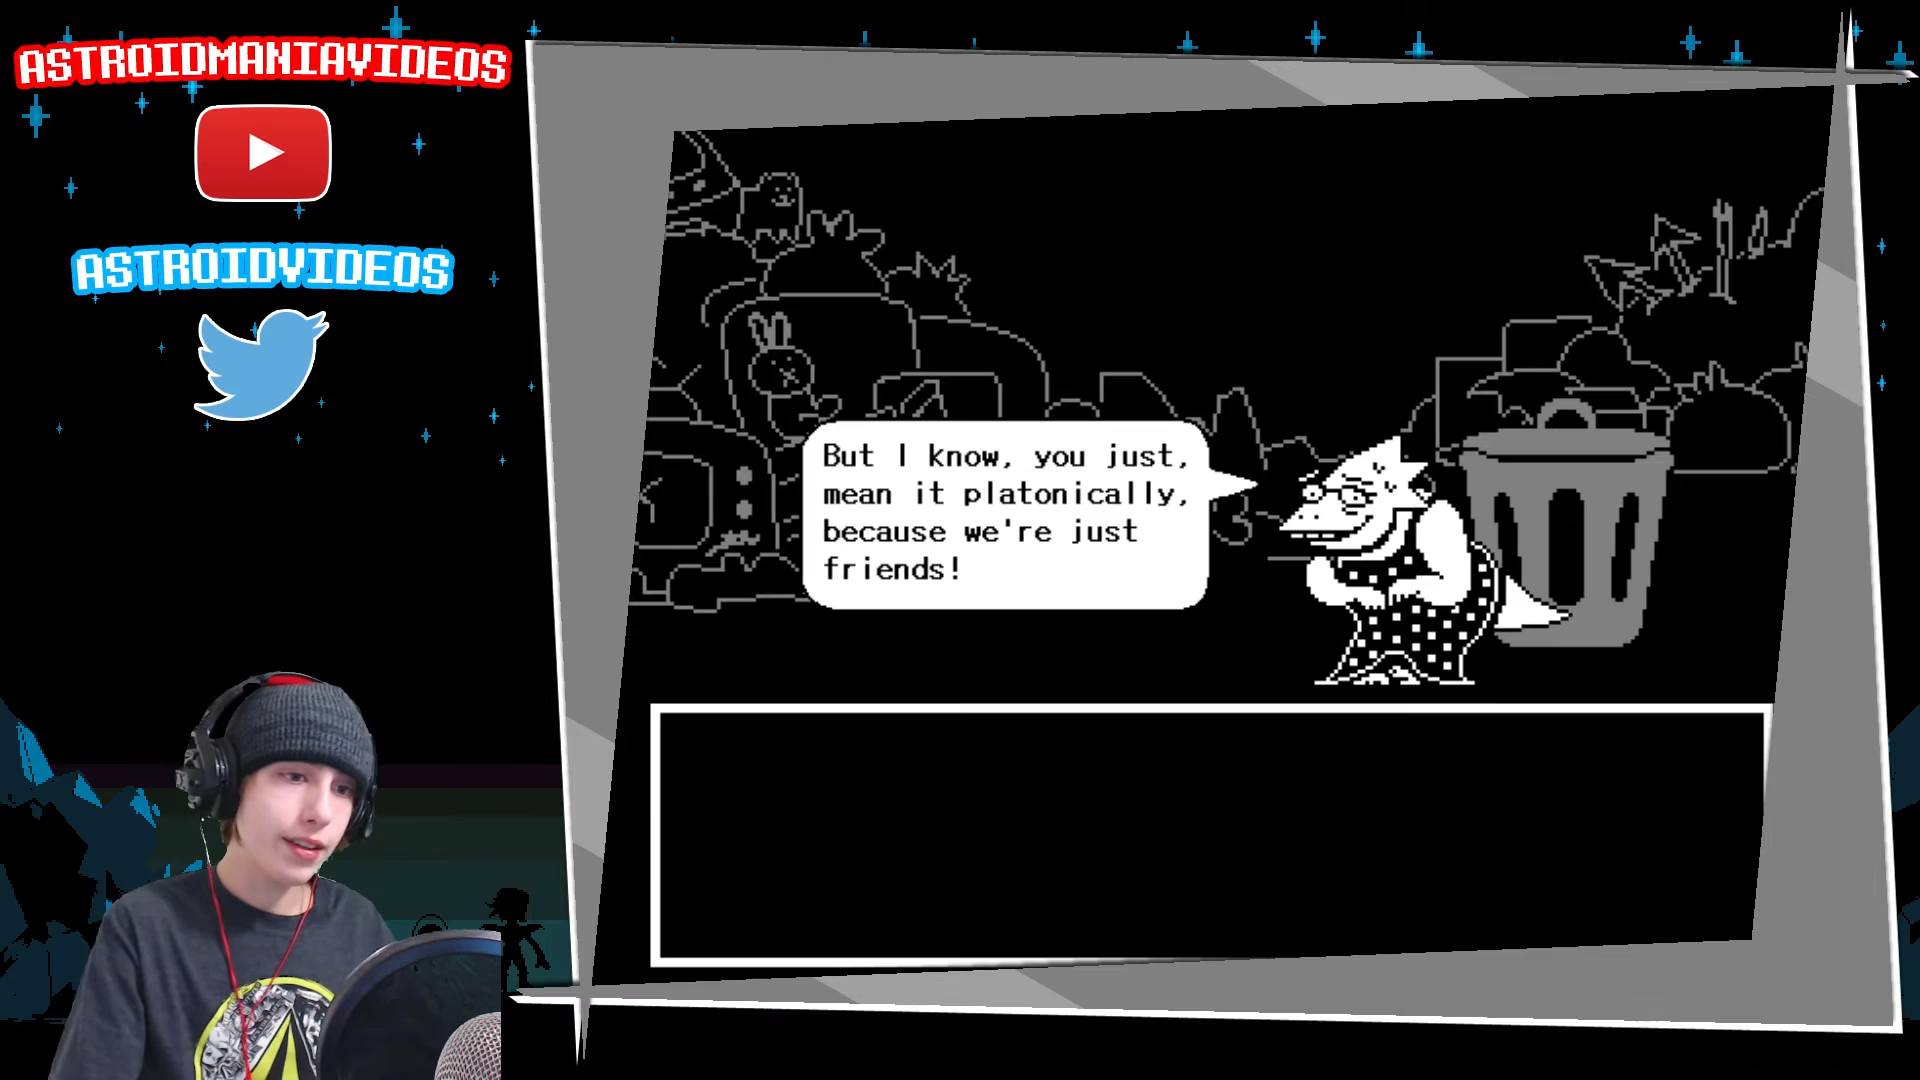 ASTROIDMANIAVIDEOS
ASTROIDVIDEOS
But I know, you just,
mean it platonically,
because we're just
friends!